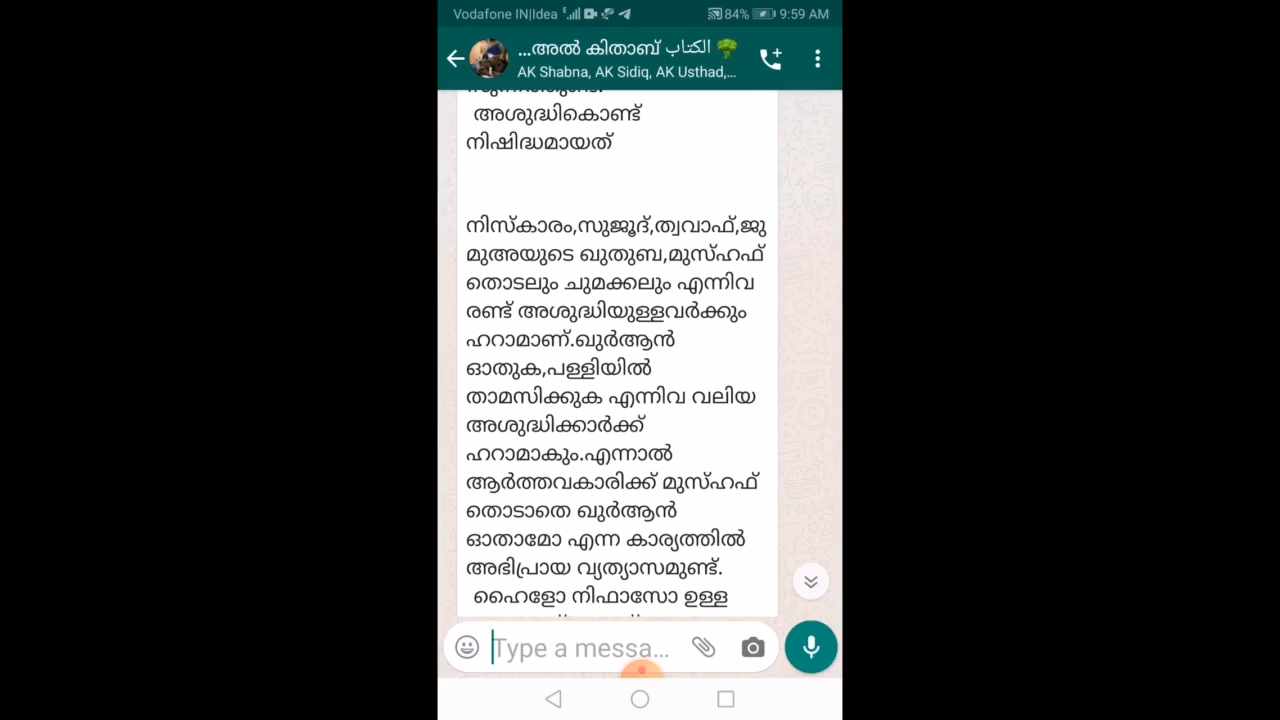 Vodafone IN|Idea 84% 9:59 AM
...അൽ കിതാബ് الكتاب
AK Shabna, AK Sidiq, AK Usthad,...
അശുദ്ധികൊണ്ട്
നിഷിദ്ധമായത്
നിസ്കാരം,സുജൂദ്,ത്വവാഫ്,ജു
മുഅയുടെ ഖുതുബ,മുസ്ഹഫ്
തൊടലും ചുമക്കലും എന്നിവ
രണ്ട് അശുദ്ധിയുള്ളവർക്കും
ഹറാമാണ്.ഖുർആൻ
ഓതുക,പള്ളിയിൽ
താമസിക്കുക എന്നിവ വലിയ
അശുദ്ധിക്കാർക്ക്
ഹറാമാകും.എന്നാൽ
ആർത്തവകാരിക്ക് മുസ്ഹഫ്
തൊടാതെ ഖുർആൻ
ഓതാമോ എന്ന കാര്യത്തിൽ
അഭിപ്രായ വ്യത്യാസമുണ്ട്.
ഹൈളോ നിഫാസോ ഉള്ള
Type a messa...